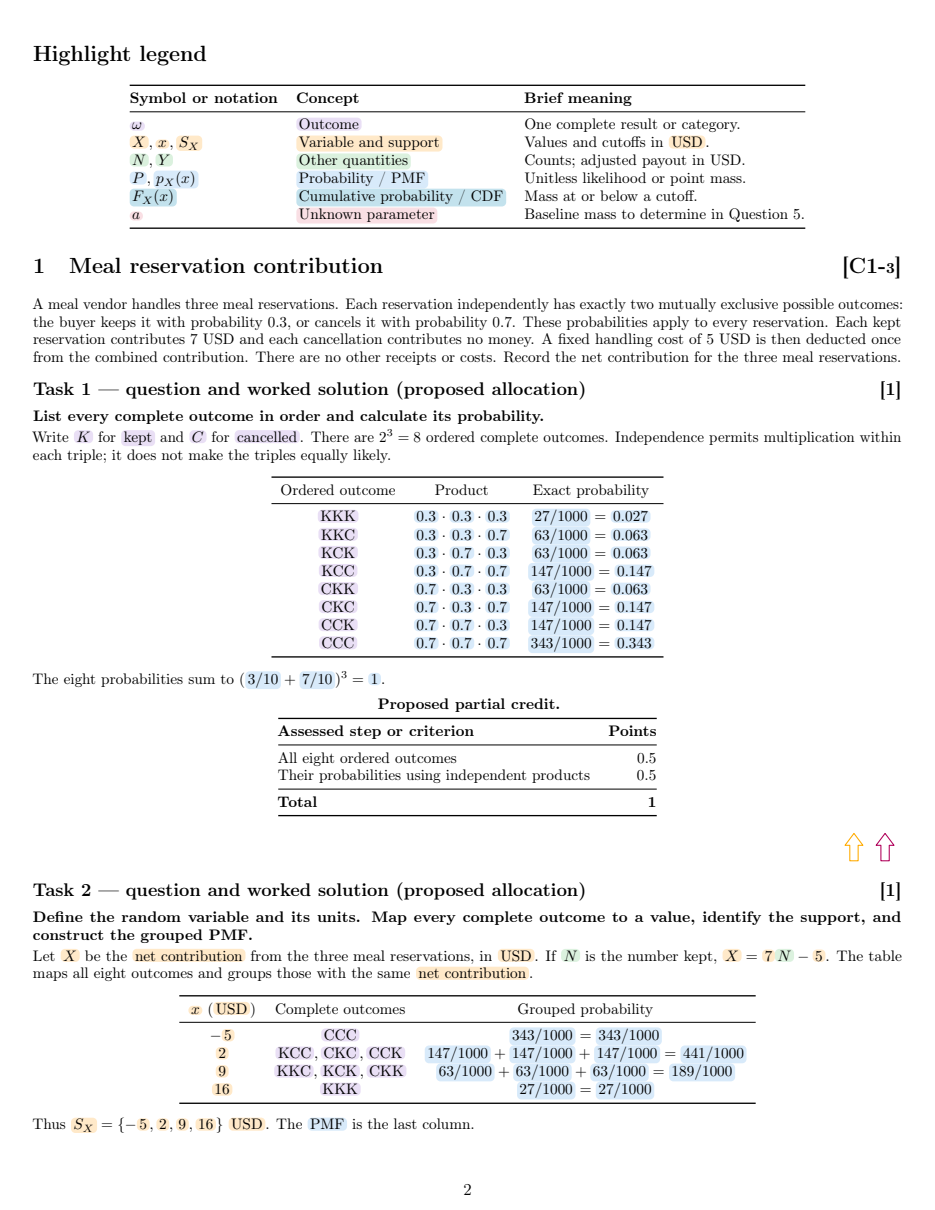 Highlight legend
Symbol or notation Concept Brief meaning
ω Outcome One complete result or category.
X, x, S_X Variable and support Values and cutoffs in USD.
N, Y Other quantities Counts; adjusted payout in USD.
P, p_X(x) Probability / PMF Unitless likelihood or point mass.
F_X(x) Cumulative probability / CDF Mass at or below a cutoff.
a Unknown parameter Baseline mass to determine in Question 5.
1 Meal reservation contribution [C1-3]
A meal vendor handles three meal reservations. Each reservation independently has exactly two mutually exclusive possible outcomes:
the buyer keeps it with probability 0.3, or cancels it with probability 0.7. These probabilities apply to every reservation. Each kept
reservation contributes 7 USD and each cancellation contributes no money. A fixed handling cost of 5 USD is then deducted once
from the combined contribution. There are no other receipts or costs. Record the net contribution for the three meal reservations.
Task 1 — question and worked solution (proposed allocation) [1]
List every complete outcome in order and calculate its probability.
Write K for kept and C for cancelled. There are 2³ = 8 ordered complete outcomes. Independence permits multiplication within
each triple; it does not make the triples equally likely.
Ordered outcome Product Exact probability
KKK 0.3 · 0.3 · 0.3 27/1000 = 0.027
KKC 0.3 · 0.3 · 0.7 63/1000 = 0.063
KCK 0.3 · 0.7 · 0.3 63/1000 = 0.063
KCC 0.3 · 0.7 · 0.7 147/1000 = 0.147
CKK 0.7 · 0.3 · 0.3 63/1000 = 0.063
CKC 0.7 · 0.3 · 0.7 147/1000 = 0.147
CCK 0.7 · 0.7 · 0.3 147/1000 = 0.147
CCC 0.7 · 0.7 · 0.7 343/1000 = 0.343
The eight probabilities sum to (3/10 + 7/10)³ = 1.
Proposed partial credit.
Assessed step or criterion Points
All eight ordered outcomes 0.5
Their probabilities using independent products 0.5
Total 1
Task 2 — question and worked solution (proposed allocation) [1]
Define the random variable and its units. Map every complete outcome to a value, identify the support, and
construct the grouped PMF.
Let X be the net contribution from the three meal reservations, in USD. If N is the number kept, X = 7N − 5. The table
maps all eight outcomes and groups those with the same net contribution.
x (USD) Complete outcomes Grouped probability
−5 CCC 343/1000 = 343/1000
2 KCC, CKC, CCK 147/1000 + 147/1000 + 147/1000 = 441/1000
9 KKC, KCK, CKK 63/1000 + 63/1000 + 63/1000 = 189/1000
16 KKK 27/1000 = 27/1000
Thus S_X = {−5, 2, 9, 16} USD. The PMF is the last column.
2